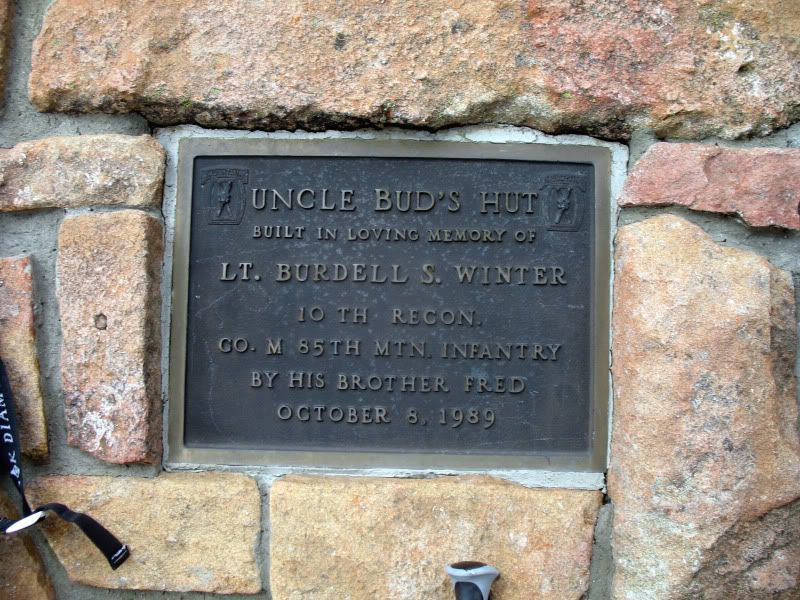 UNCLE BUD'S HUT
BUILT IN LOVING MEMORY OF
LT. BURDELL S. WINTER
10 TH RECON.
CO. M 85TH MTN. INFANTRY
BY HIS BROTHER FRED
OCTOBER 8, 1989